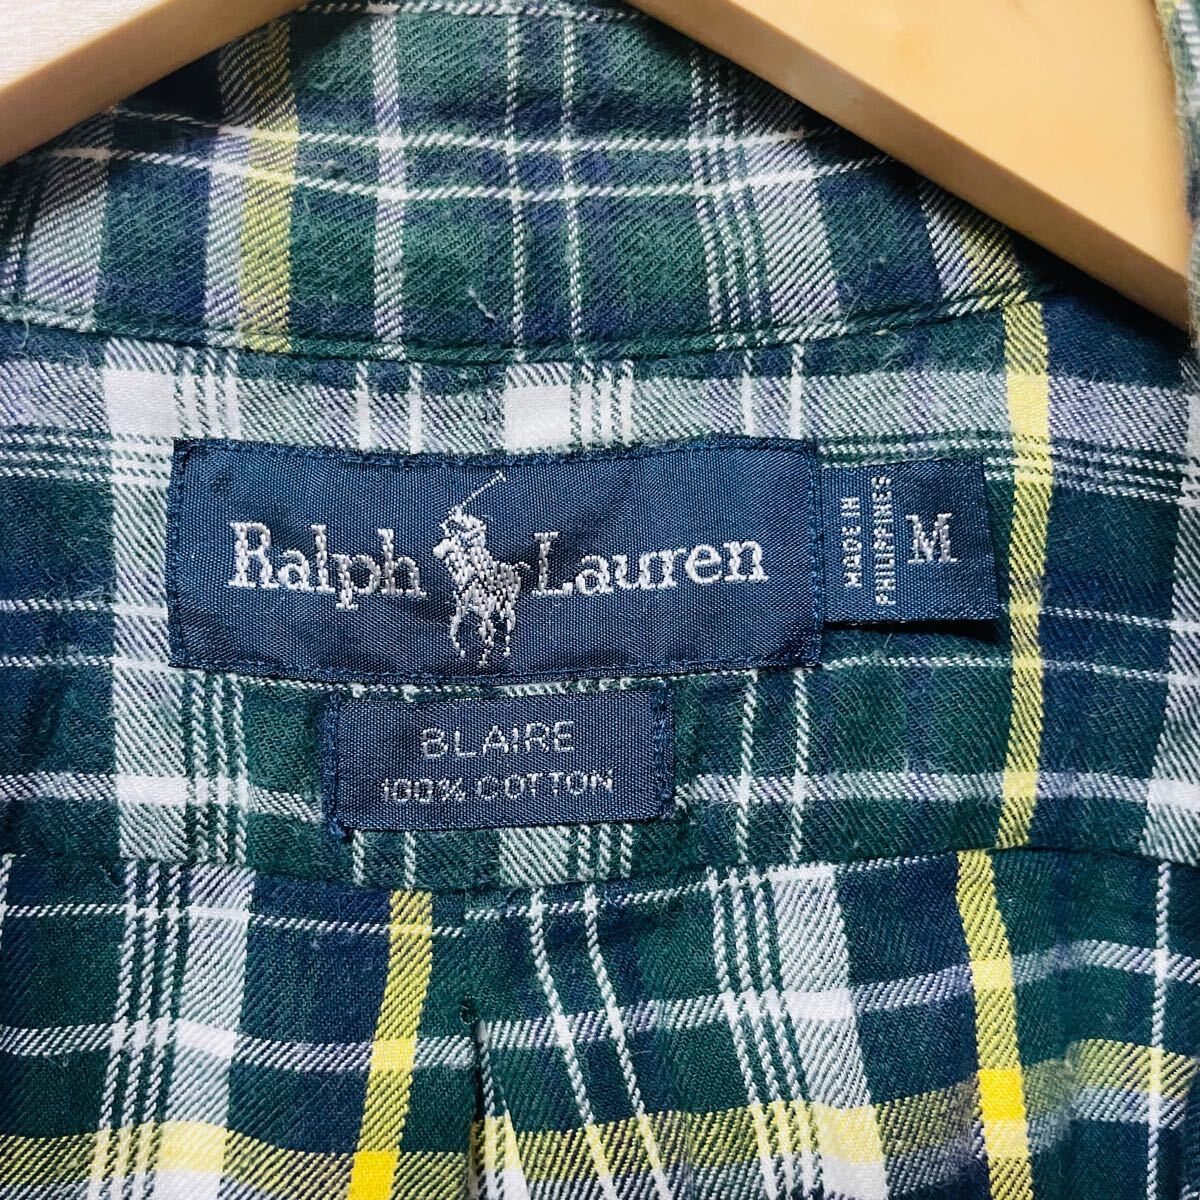 Ralph Lauren
MADE IN
PHILIPPINES
M
BLAIRE
100% COTTON